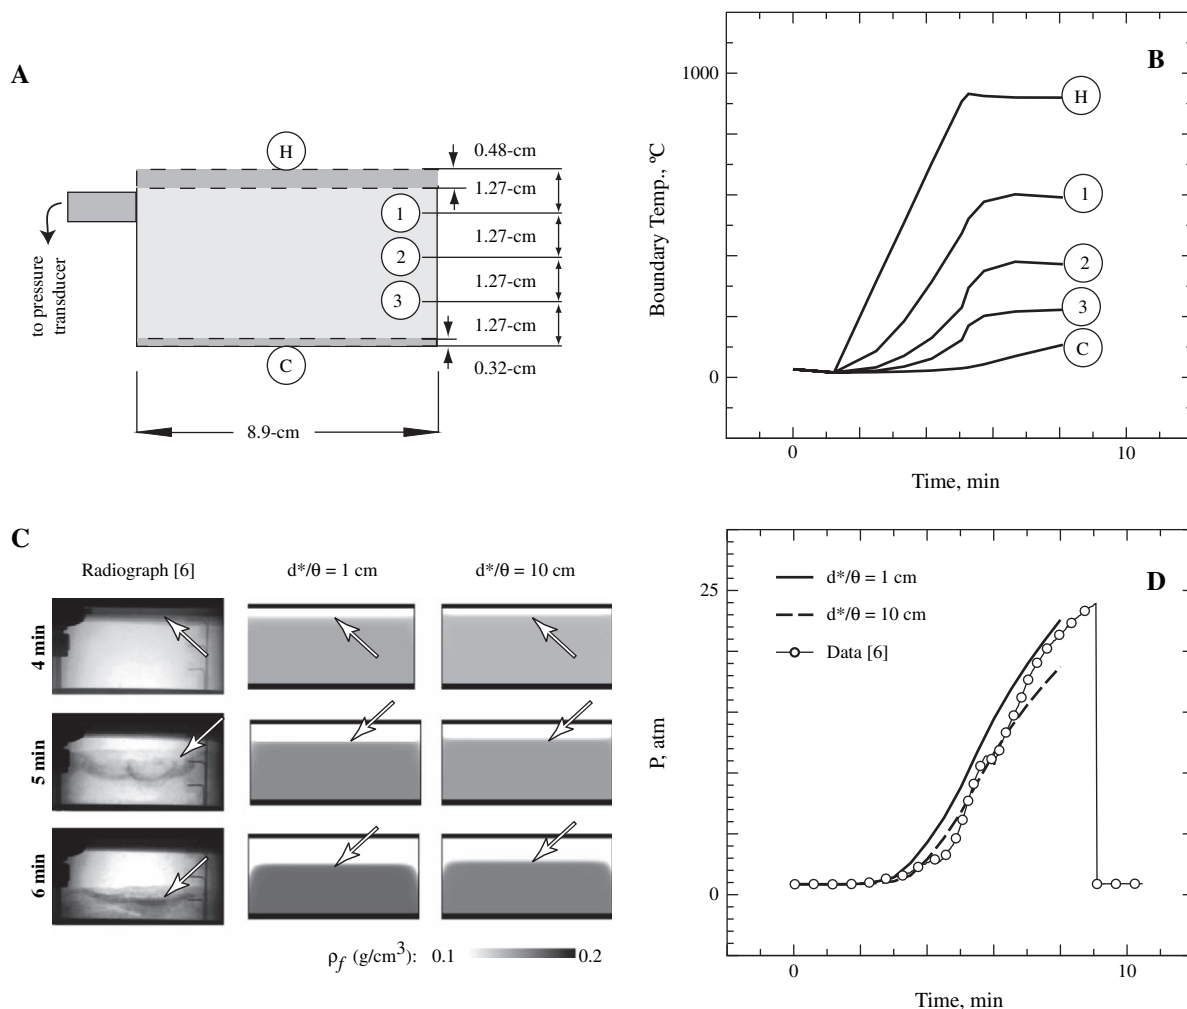 A
H
0.48-cm
1.27-cm
1
1.27-cm
2
1.27-cm
3
1.27-cm
C
0.32-cm
to pressure
transducer
8.9-cm
B
1000
0
Boundary Temp., ºC
H
1
2
3
C
0
10
Time, min
C
Radiograph [6]
d*/θ = 1 cm
d*/θ = 10 cm
4 min
5 min
6 min
ρf (g/cm3): 0.1 0.2
D
25
0
P, atm
d*/θ = 1 cm
d*/θ = 10 cm
Data [6]
0
10
Time, min